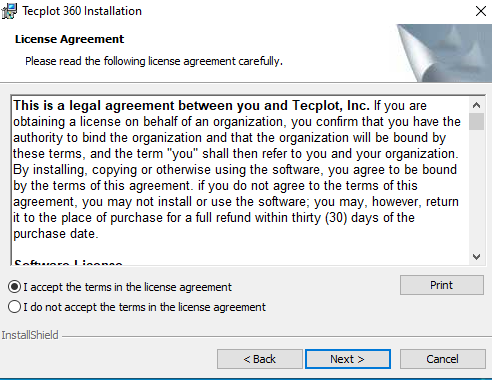 Tecplot 360 Installation
License Agreement
Please read the following license agreement carefully.
This is a legal agreement between you and Tecplot, Inc. If you are
obtaining a license on behalf of an organization, you confirm that you have the
authority to bind the organization and that the organization will be bound by
these terms, and the term "you" shall then refer to you and your organization.
By installing, copying or otherwise using the software, you agree to be bound
by the terms of this agreement. if you do not agree to the terms of this
agreement, you may not install or use the software; you may, however, return
it to the place of purchase for a full refund within thirty (30) days of the
purchase date.
Software License
I accept the terms in the license agreement
Print
I do not accept the terms in the license agreement
InstallShield
< Back
Next >
Cancel